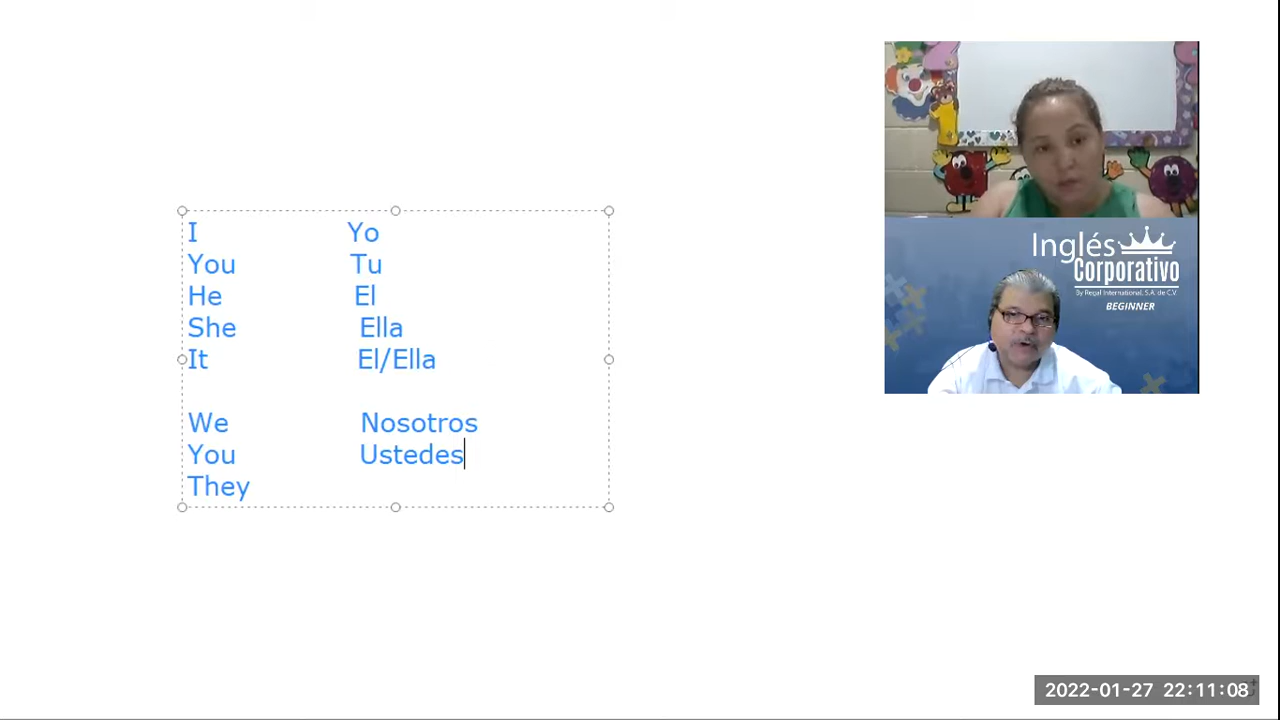 I Yo
You Tu
He El
She Ella
It El/Ella
We Nosotros
You Ustedes
They
Inglés
Corporativo
By Regal International, S.A. de C.V.
BEGINNER
2022-01-27 22:11:08